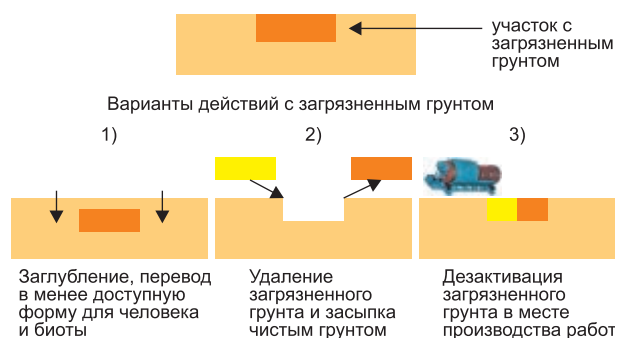 участок с
загрязненным
грунтом
Варианты действий с загрязненным грунтом
1)
2)
3)
Заглубление, перевод
в менее доступную
форму для человека
и биоты
Удаление
загрязненного
грунта и засыпка
чистым грунтом
Дезактивация
загрязненного
грунта в месте
производства работ